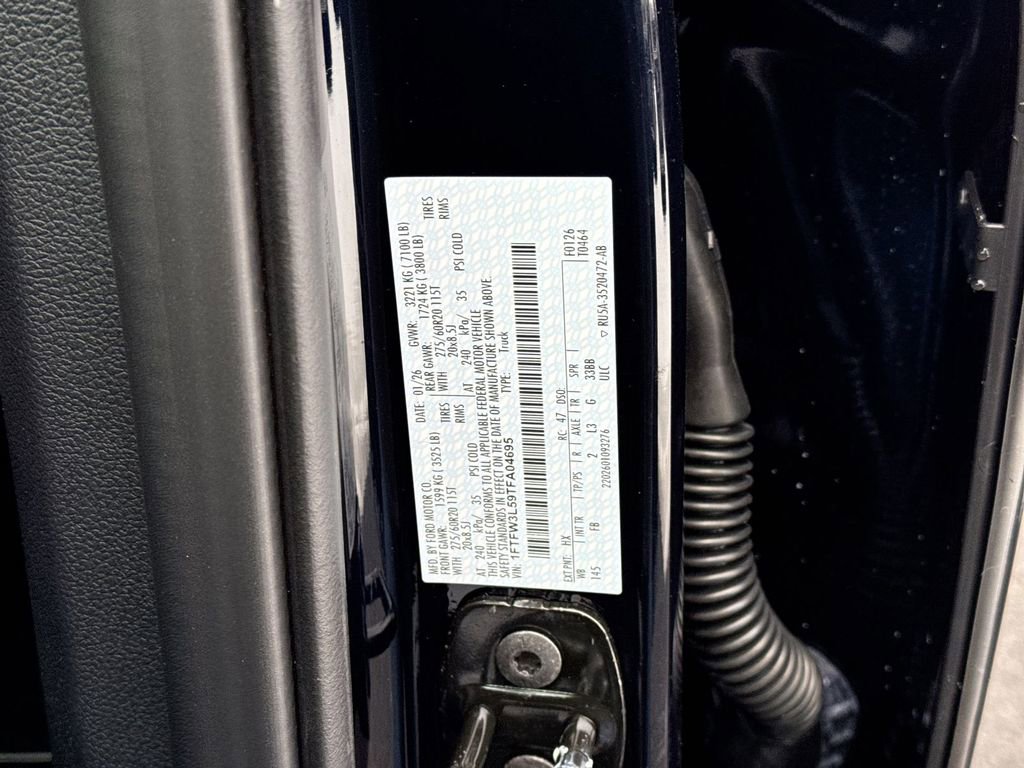 MFD. BY FORD MOTOR CO. DATE: 01/26 GVWR: 3221 KG ( 7100 LB)
FRONT GAWR: 1599 KG ( 3525 LB) REAR GAWR: 1724 KG ( 3800 LB)
WITH 275/60R20 115T TIRES WITH 275/60R20 115T TIRES
20x8.5J RIMS 20x8.5J RIMS
AT 240 kPa/ 35 PSI COLD AT 240 kPa/ 35 PSI COLD
THIS VEHICLE CONFORMS TO ALL APPLICABLE FEDERAL MOTOR VEHICLE
SAFETY STANDARDS IN EFFECT ON THE DATE OF MANUFACTURE SHOWN ABOVE.
VIN: 1FTFW3L59TFA04695 TYPE: Truck
EXT PNT: HX RC: 47 DSO: F0126
WB INT TR TP/PS R AXLE TR SPR T0464
145 FB 2 L3 G 33BB
2202601093276 ULC ▽ RU5A-3520472-AB